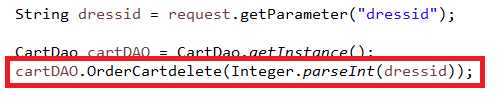 String dressid = request.getParameter("dressid");
CartDao cartDAO = CartDao.getInstance();
cartDAO.OrderCartdelete(Integer.parseInt(dressid));